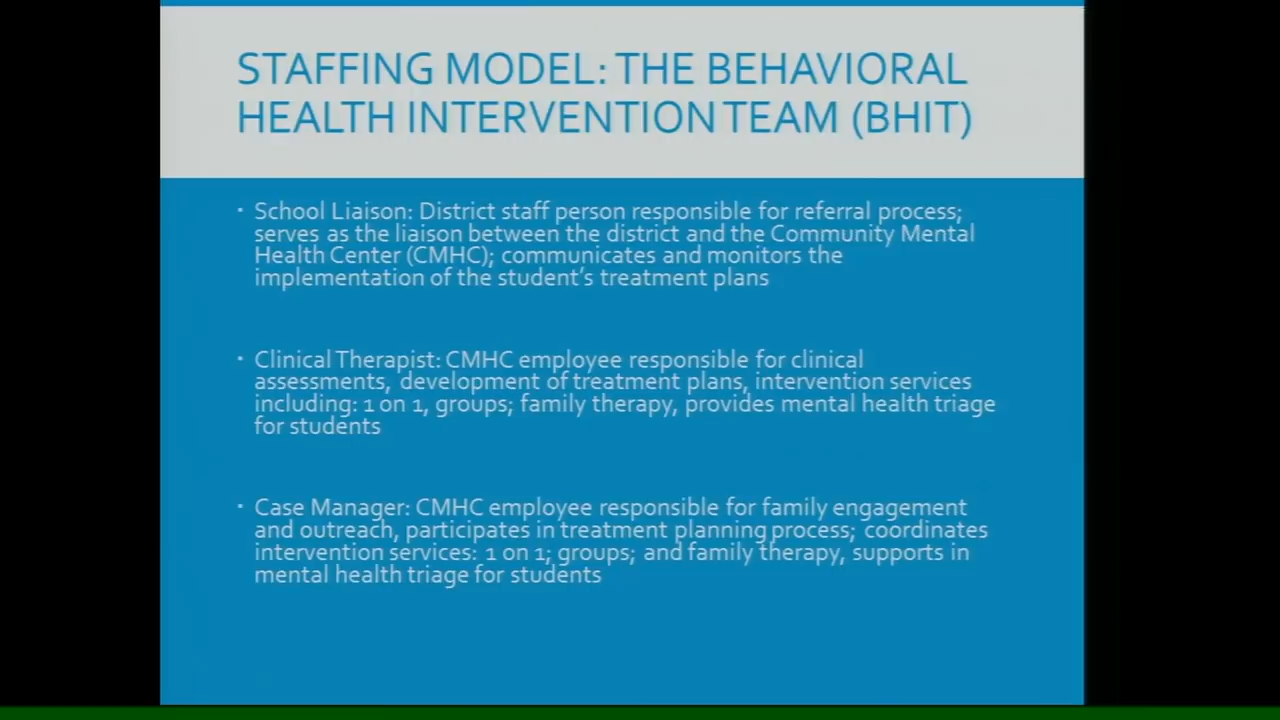 STAFFING MODEL: THE BEHAVIORAL
HEALTH INTERVENTION TEAM (BHIT)
▪ School Liaison: District staff person responsible for referral process;
serves as the liaison between the district and the Community Mental
Health Center (CMHC); communicates and monitors the
implementation of the student’s treatment plans
▪ Clinical Therapist: CMHC employee responsible for clinical
assessments, development of treatment plans, intervention services
including: 1 on 1, groups; family therapy, provides mental health triage
for students
▪ Case Manager: CMHC employee responsible for family engagement
and outreach, participates in treatment planning process; coordinates
intervention services: 1 on 1; groups; and family therapy, supports in
mental health triage for students